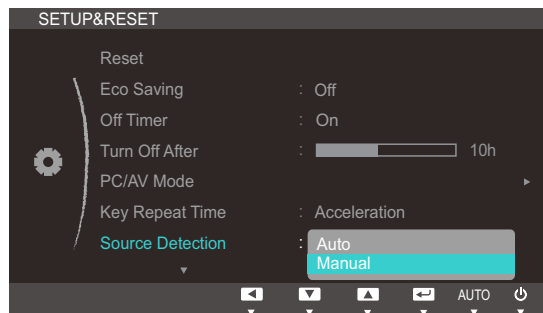 SETUP&RESET
Reset
Eco Saving : Off
Off Timer : On
Turn Off After : 10h
PC/AV Mode
Key Repeat Time : Acceleration
Source Detection : Auto
Manual
AUTO